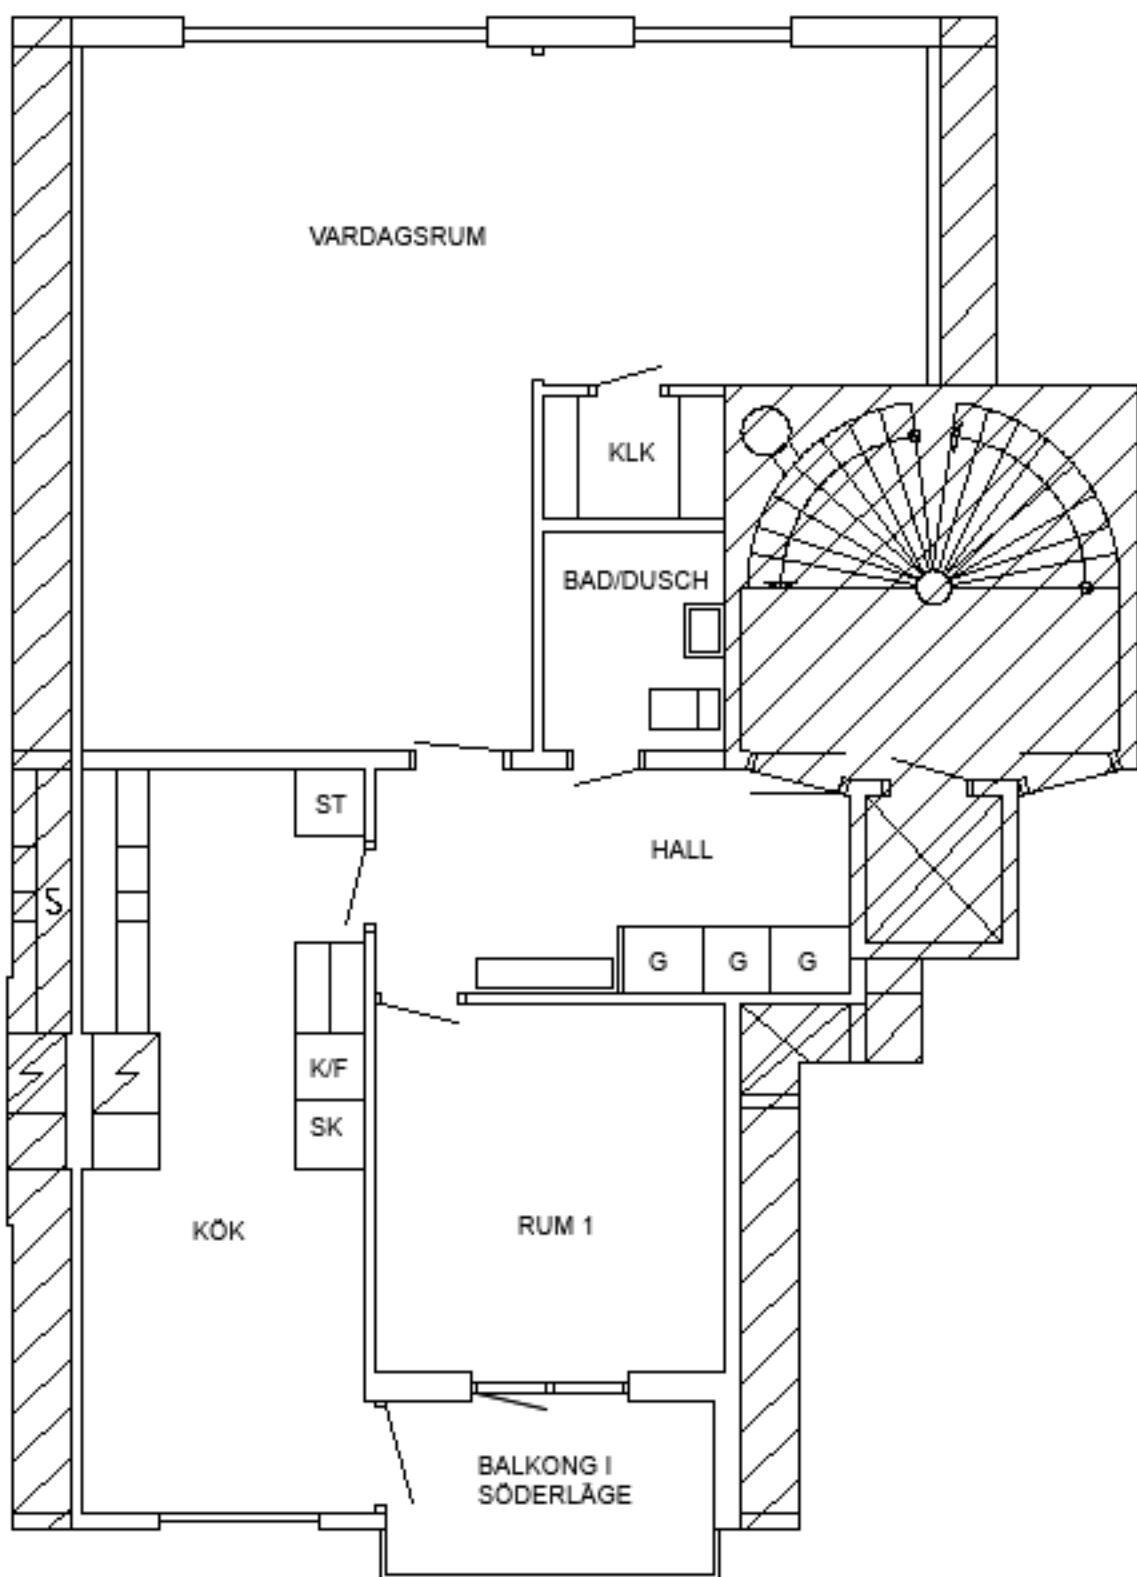 VARDAGSRUM
KLK
BAD/DUSCH
ST
HALL
S
G G G
K/F
SK
KÖK
RUM 1
BALKONG I
SÖDERLÄGE